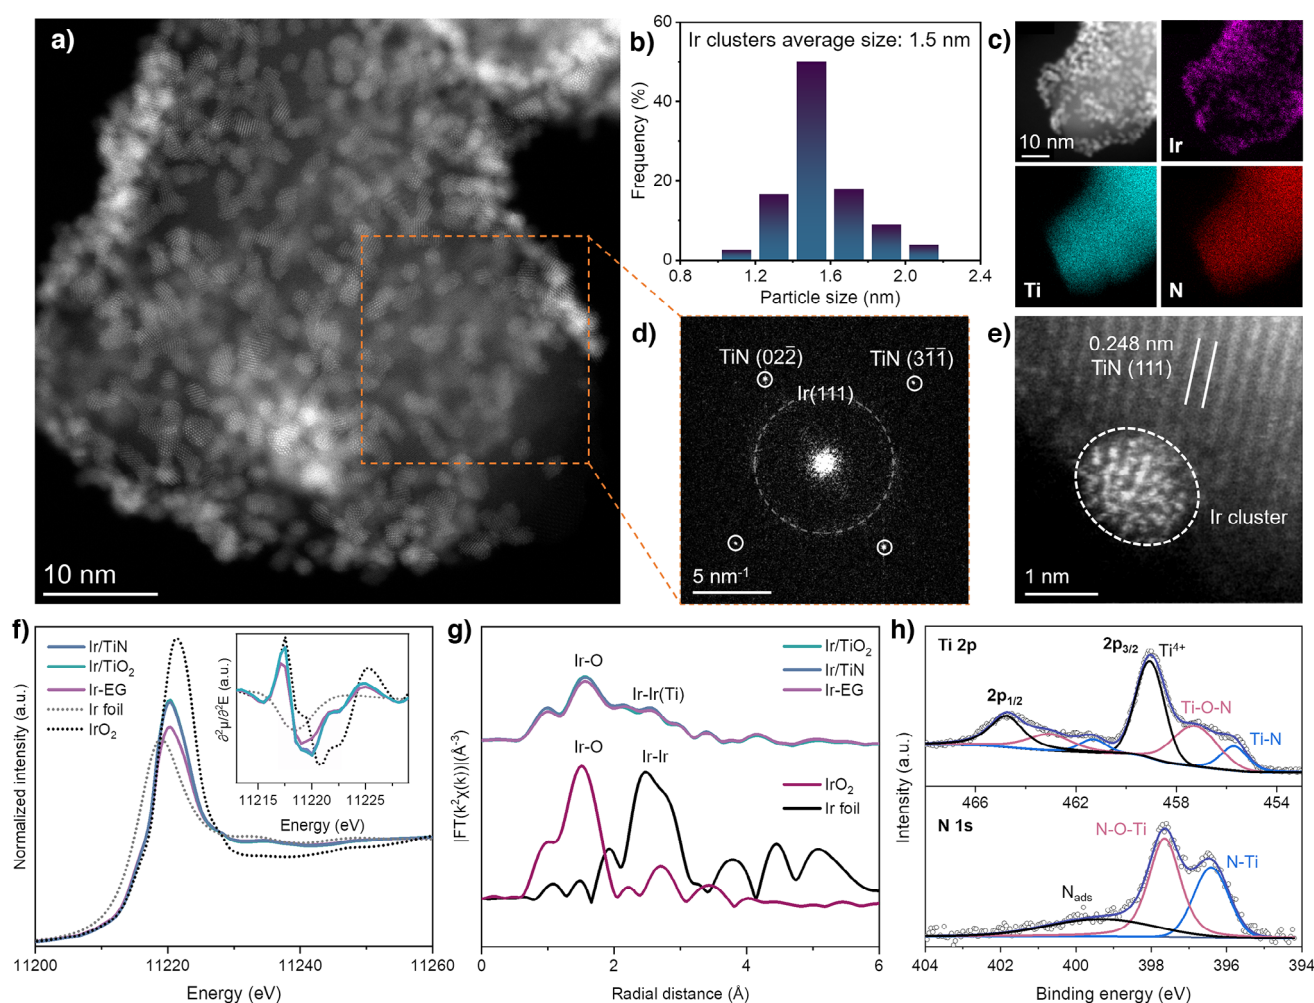 a)
10 nm
b)
Ir clusters average size: 1.5 nm
Frequency (%)
60
40
20
0
0.8 1.2 1.6 2.0 2.4
Particle size (nm)
c)
10 nm
Ir
Ti
N
d)
TiN (022̅)
TiN (31̅1̅)
Ir(111)
5 nm⁻¹
e)
0.248 nm
TiN (111)
Ir cluster
1 nm
f)
Ir/TiN
Ir/TiO₂
Ir-EG
Ir foil
IrO₂
Normalized intensity (a.u.)
11200 11220 11240 11260
Energy (eV)
∂²μ/∂²E (a.u.)
11215 11220 11225
Energy (eV)
g)
Ir-O
Ir-Ir(Ti)
Ir/TiO₂
Ir/TiN
Ir-EG
Ir-O
Ir-Ir
IrO₂
Ir foil
|FT(k²χ(k))|(Å⁻³)
0 1 2 3 4 5 6
Radial distance (Å)
h)
Ti 2p
2p₁/₂
2p₃/₂
Ti⁴⁺
Ti-O-N
Ti-N
466 462 458 454
N 1s
N-O-Ti
N-Ti
Nₐds
Intensity (a.u.)
404 402 400 398 396 394
Binding energy (eV)